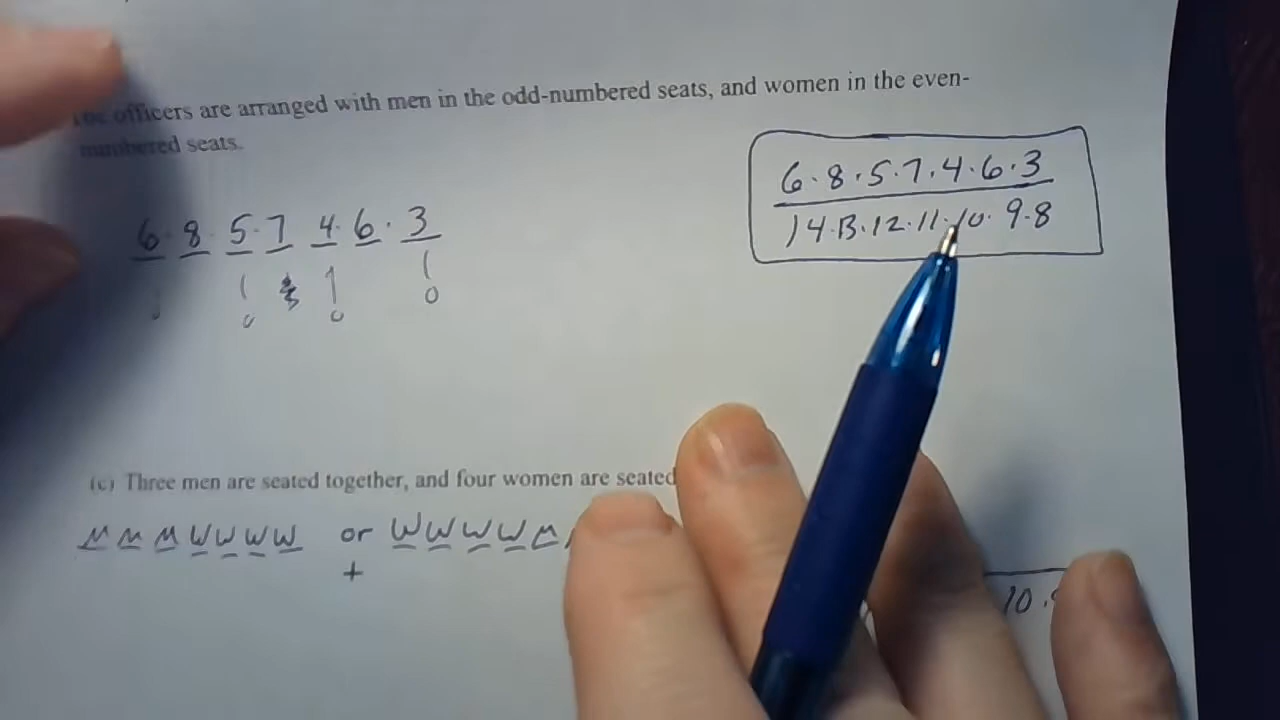 officers are arranged with men in the odd-numbered seats, and women in the even-
numbered seats.
6·8·5·7·4·6·3
14·13·12·11·10·9·8
6·8 5·7 4·6·3
(c) Three men are seated together, and four women are seated
M M M W W W W or W W W W M
+
10·